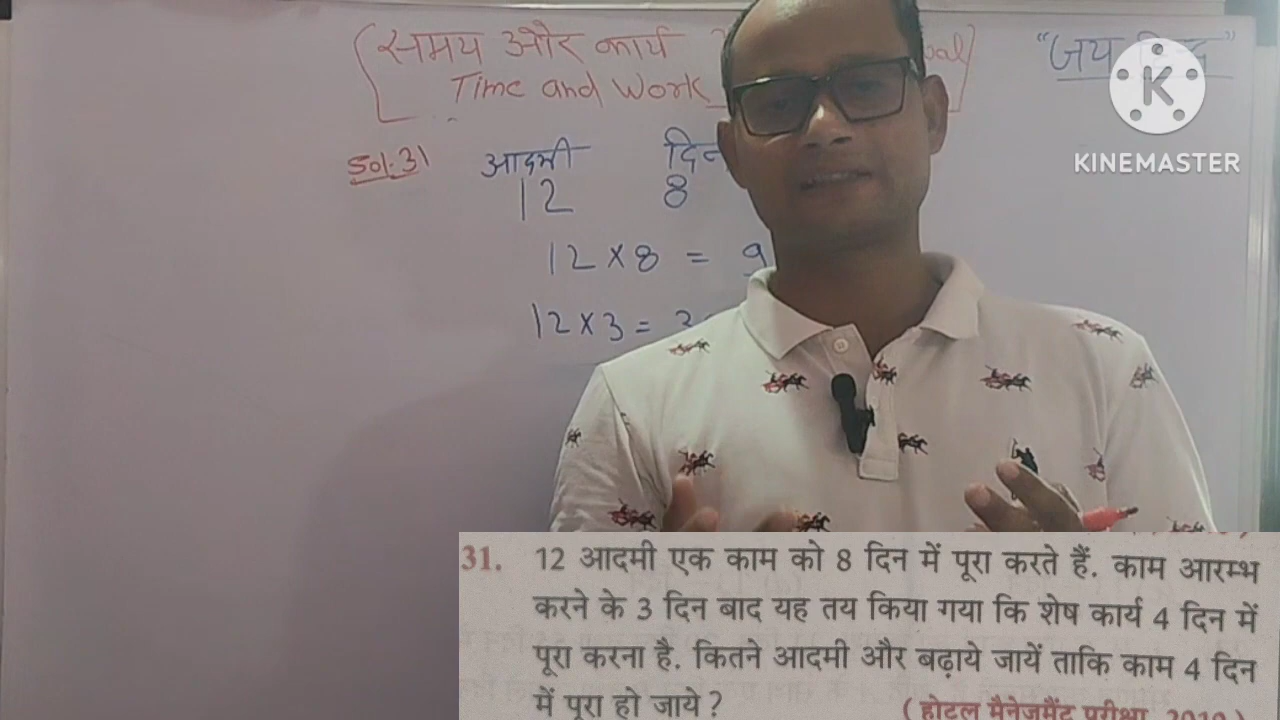 (समय और कार्य
Time and Work
"जय
KINEMASTER
Sol:31 आदमी दिन
12 8
12 x 8 =
12 x 3 =
31. 12 आदमी एक काम को 8 दिन में पूरा करते हैं. काम आरम्भ
करने के 3 दिन बाद यह तय किया गया कि शेष कार्य 4 दिन में
पूरा करना है. कितने आदमी और बढ़ाये जायें ताकि काम 4 दिन
में पूरा हो जाये ?
(होटल मैनेजमैंट परीक्षा, 2010)